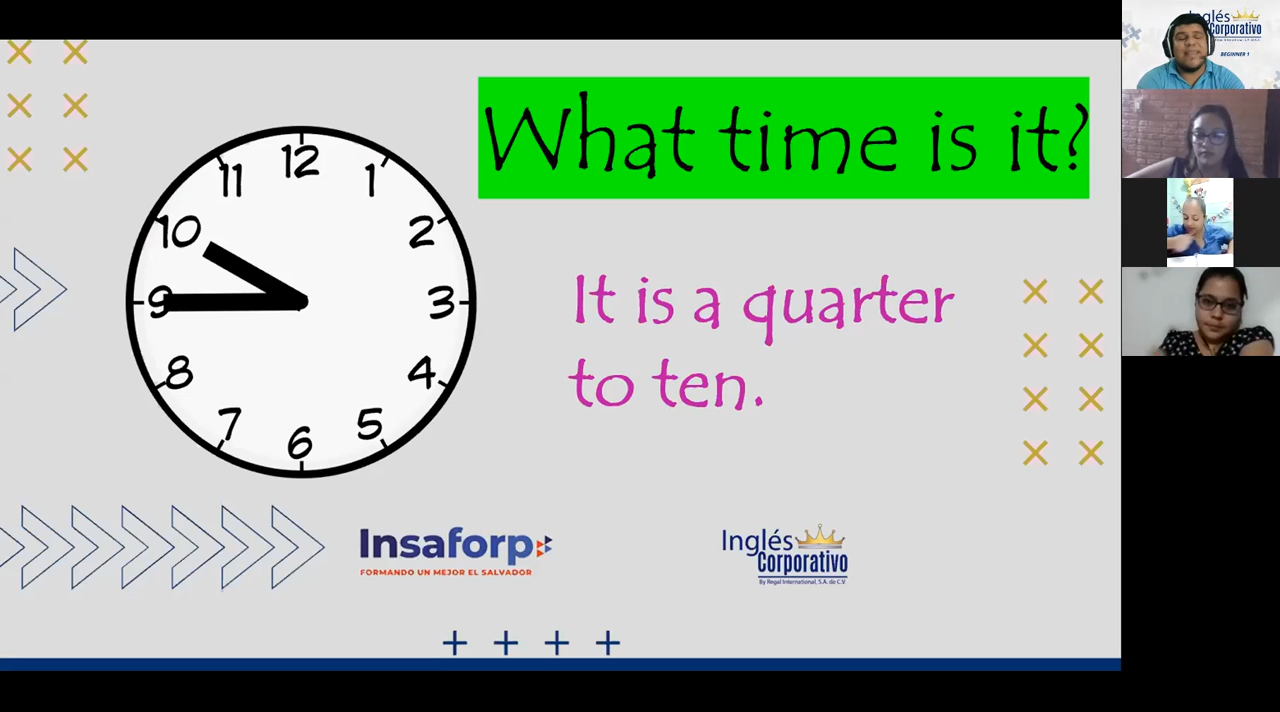 12
11
1
10
2
9
3
8
4
7
5
6
What time is it?
It is a quarter
to ten.
Insaforp
FORMANDO UN MEJOR EL SALVADOR
Inglés
Corporativo
By Regal International, S.A. de C.V.
Inglés
Corporativo
BEGINNER 1